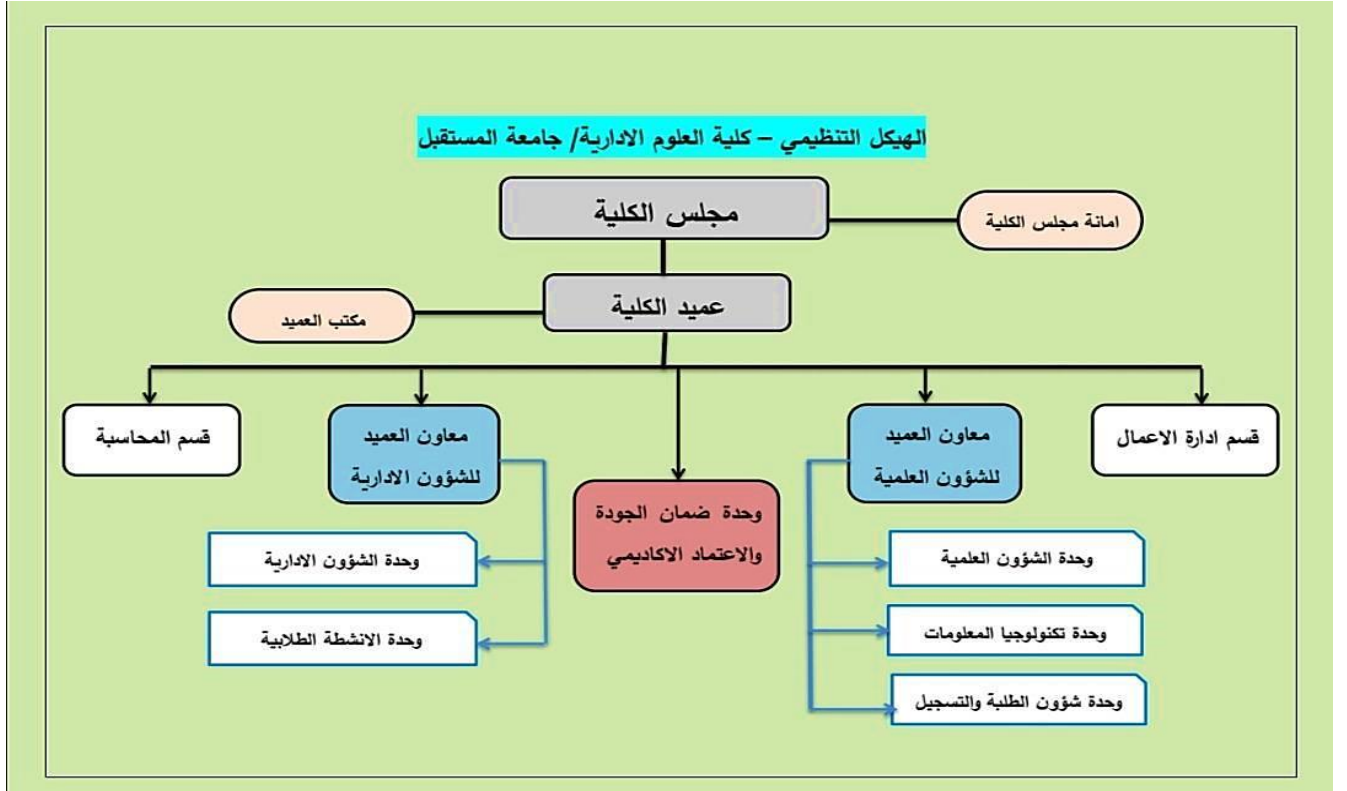 الهيكل التنظيمي – كلية العلوم الادارية/ جامعة المستقبل
مجلس الكلية
امانة مجلس الكلية
عميد الكلية
مكتب العميد
قسم ادارة الاعمال
معاون العميد
للشؤون العلمية
وحدة ضمان الجودة
والاعتماد الاكاديمي
معاون العميد
للشؤون الادارية
قسم المحاسبة
وحدة الشؤون العلمية
وحدة تكنولوجيا المعلومات
وحدة شؤون الطلبة والتسجيل
وحدة الشؤون الادارية
وحدة الانشطة الطلابية